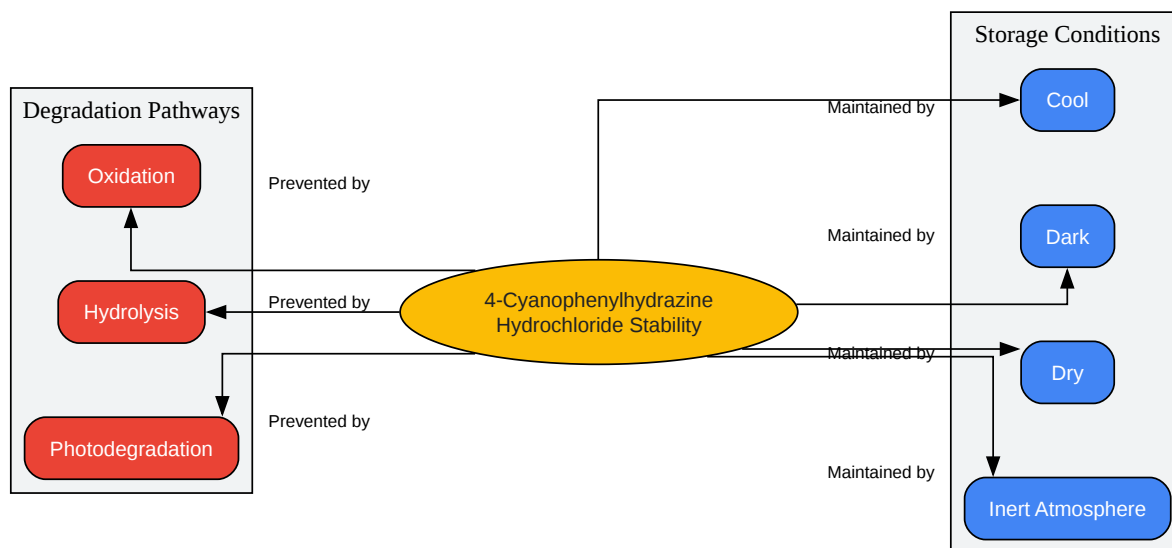 Storage Conditions
Cool
Maintained by
Degradation Pathways
Oxidation
Prevented by
Dark
Maintained by
Hydrolysis
Prevented by
4-Cyanophenylhydrazine
Hydrochloride Stability
Maintained by
Dry
Prevented by
Photodegradation
Maintained by
Inert Atmosphere